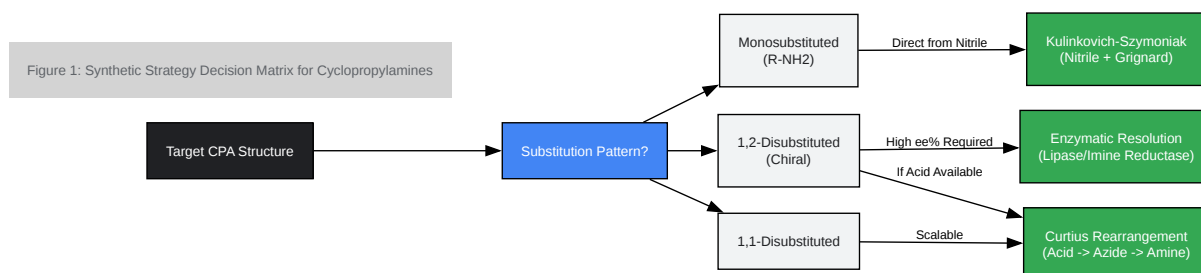 Figure 1: Synthetic Strategy Decision Matrix for Cyclopropylamines
Target CPA Structure
Substitution Pattern?
Monosubstituted
(R-NH2)
Direct from Nitrile
Kulinkovich-Szymoniak
(Nitrile + Grignard)
1,2-Disubstituted
(Chiral)
High ee% Required
Enzymatic Resolution
(Lipase/Imine Reductase)
If Acid Available
1,1-Disubstituted
Scalable
Curtius Rearrangement
(Acid -> Azide -> Amine)